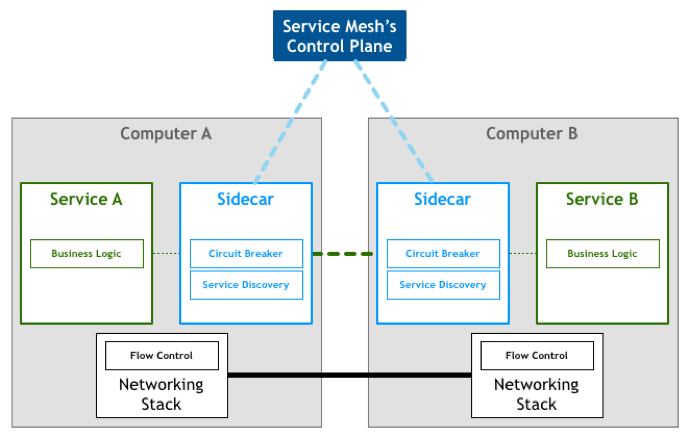 Service Mesh's
Control Plane
Computer A
Computer B
Service A
Sidecar
Sidecar
Service B
Business Logic
Circuit Breaker
Circuit Breaker
Business Logic
Service Discovery
Service Discovery
Flow Control
Flow Control
Networking
Stack
Networking
Stack